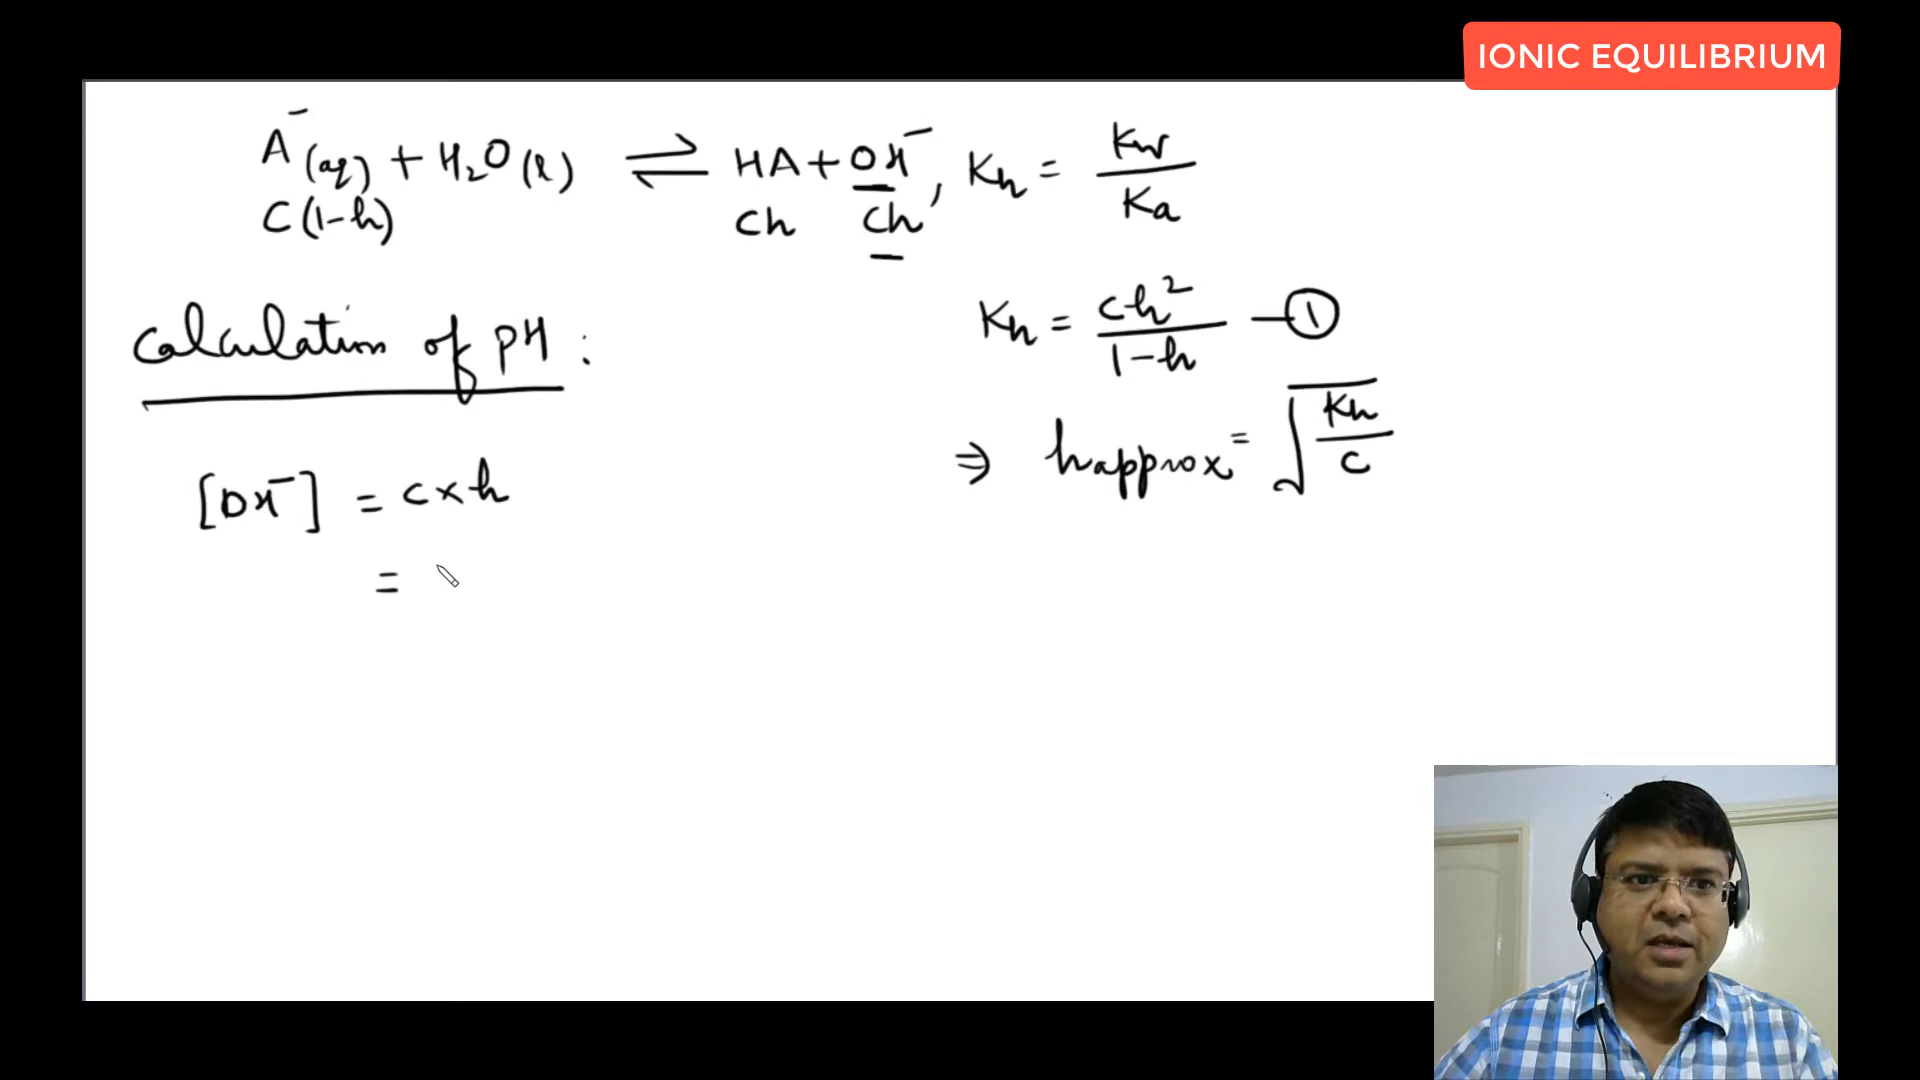 IONIC EQUILIBRIUM
A⁻(aq) + H₂O(l) ⇌ HA + OH⁻, Kh = Kw/Ka
C(1-h) Ch Ch
Calculation of pH :
Kh = Ch²/(1-h) — ①
⇒ happrox = √(Kh/C)
[OH⁻] = C × h
=